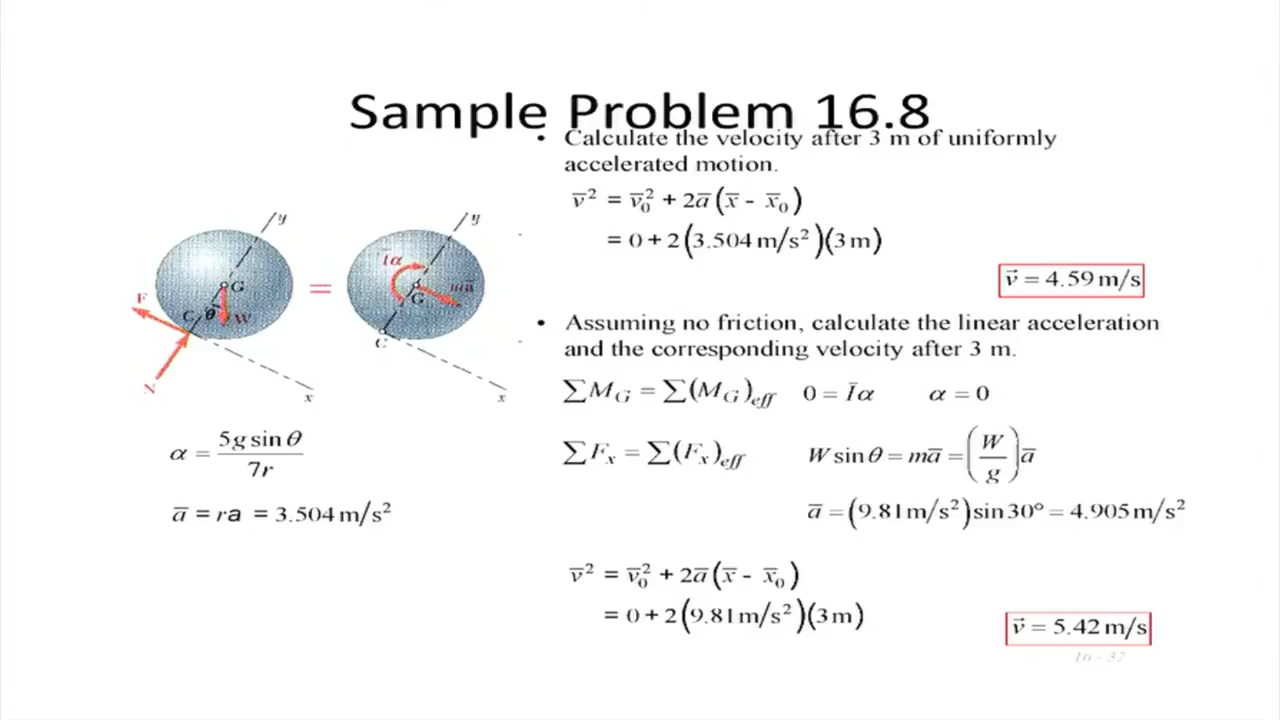 Sample Problem 16.8
• Calculate the velocity after 3 m of uniformly
accelerated motion.
v̄² = v̄₀² + 2ā(x̄ - x̄₀)
= 0 + 2(3.504 m/s²)(3 m)
v⃗ = 4.59 m/s
y
G
F
C
θ
W
N
x
=
y
Īα
G
mā
C
x
• Assuming no friction, calculate the linear acceleration
and the corresponding velocity after 3 m.
∑M_G = ∑(M_G)_eff 0 = Īα α = 0
∑F_x = ∑(F_x)_eff W sin θ = mā = (W/g)ā
ā = (9.81 m/s²)sin 30° = 4.905 m/s²
α = 5g sin θ / 7r
ā = ra = 3.504 m/s²
v̄² = v̄₀² + 2ā(x̄ - x̄₀)
= 0 + 2(9.81 m/s²)(3 m)
v⃗ = 5.42 m/s
16 - 32